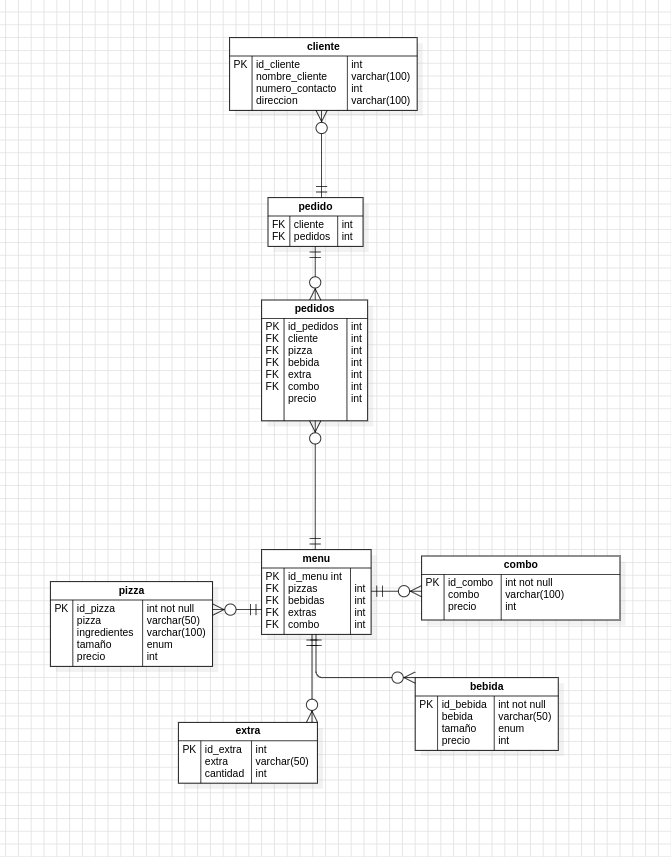 cliente
PK id_cliente int
nombre_cliente varchar(100)
numero_contacto int
direccion varchar(100)
pedido
FK cliente int
FK pedidos int
pedidos
PK id_pedidos int
FK cliente int
FK pizza int
FK bebida int
FK extra int
FK combo int
precio int
menu
PK id_menu int
FK pizzas int
FK bebidas int
FK extras int
FK combo int
combo
PK id_combo int not null
combo varchar(100)
precio int
pizza
PK id_pizza int not null
pizza varchar(50)
ingredientes varchar(100)
tamaño enum
precio int
bebida
PK id_bebida int not null
bebida varchar(50)
tamaño enum
precio int
extra
PK id_extra int
extra varchar(50)
cantidad int